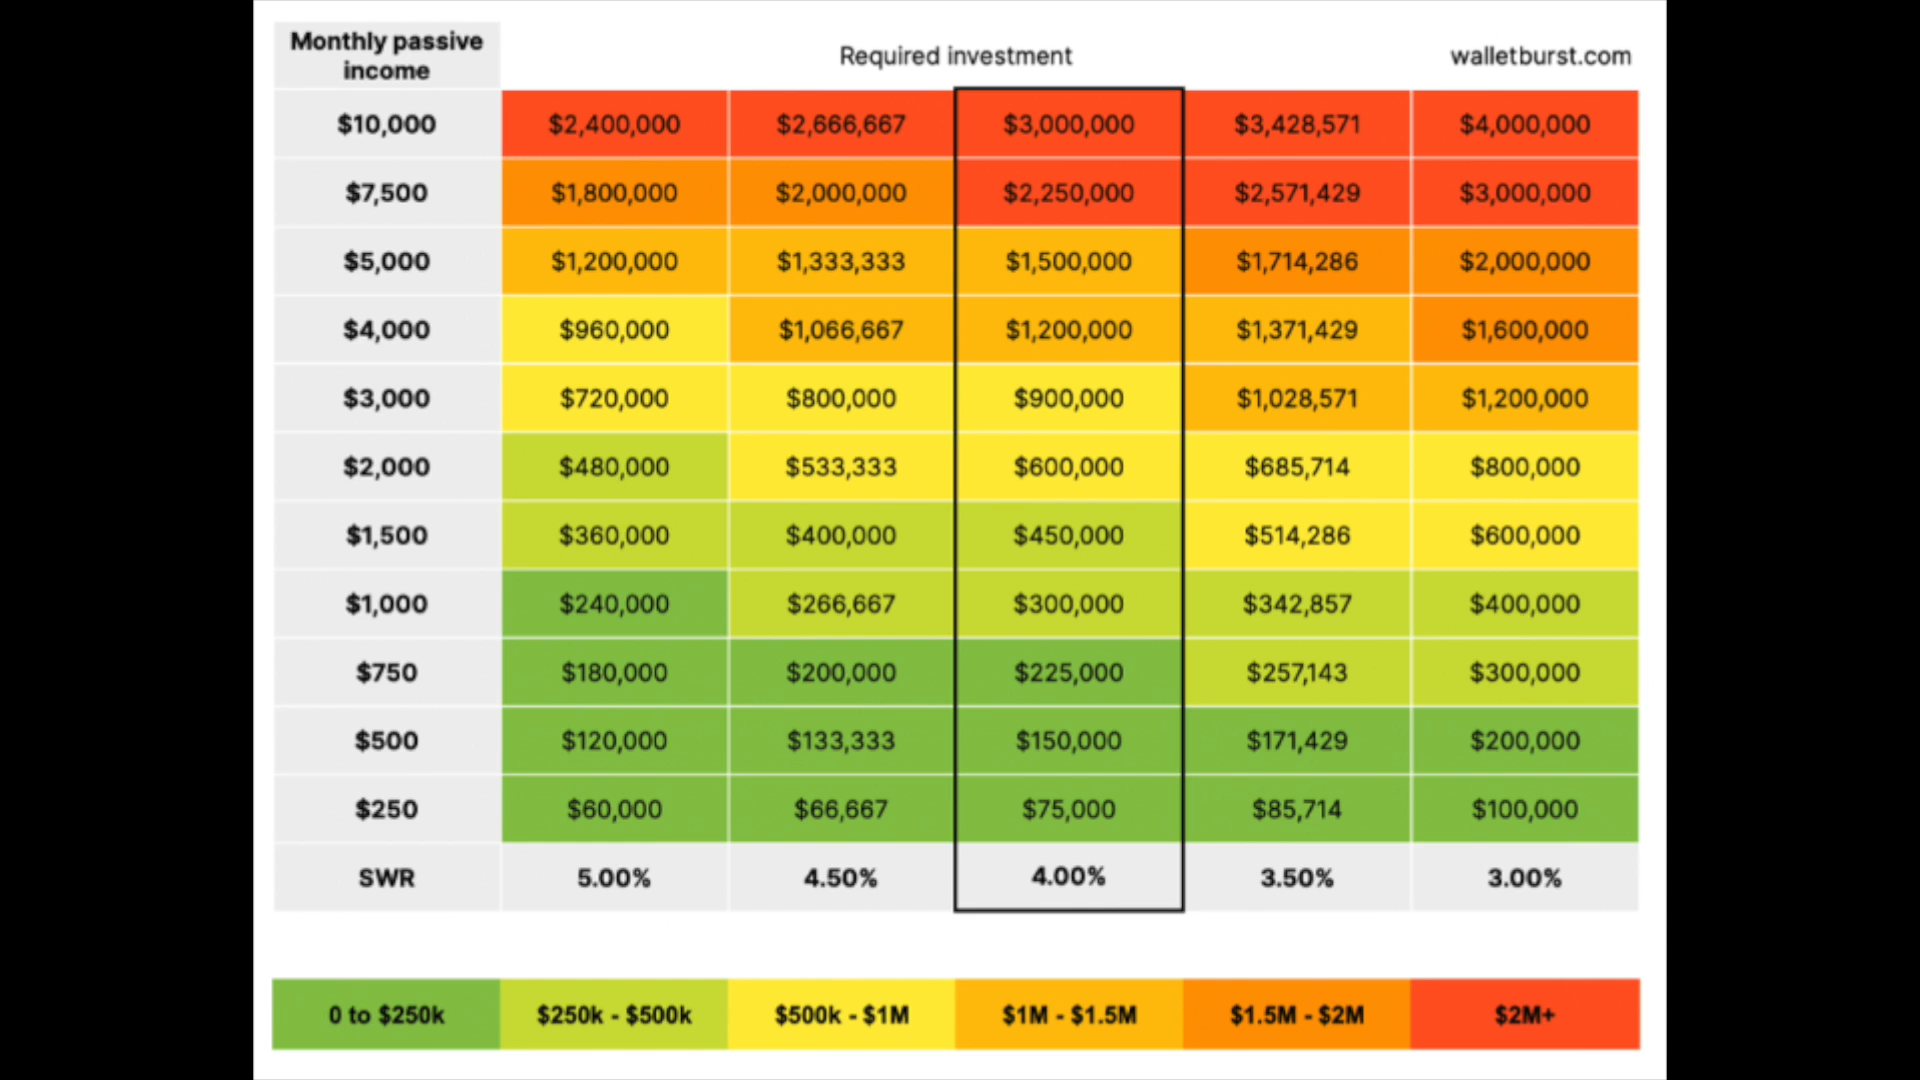 Monthly passive
income
Required investment
walletburst.com
$10,000 $2,400,000 $2,666,667 $3,000,000 $3,428,571 $4,000,000
$7,500 $1,800,000 $2,000,000 $2,250,000 $2,571,429 $3,000,000
$5,000 $1,200,000 $1,333,333 $1,500,000 $1,714,286 $2,000,000
$4,000 $960,000 $1,066,667 $1,200,000 $1,371,429 $1,600,000
$3,000 $720,000 $800,000 $900,000 $1,028,571 $1,200,000
$2,000 $480,000 $533,333 $600,000 $685,714 $800,000
$1,500 $360,000 $400,000 $450,000 $514,286 $600,000
$1,000 $240,000 $266,667 $300,000 $342,857 $400,000
$750 $180,000 $200,000 $225,000 $257,143 $300,000
$500 $120,000 $133,333 $150,000 $171,429 $200,000
$250 $60,000 $66,667 $75,000 $85,714 $100,000
SWR 5.00% 4.50% 4.00% 3.50% 3.00%
0 to $250k $250k - $500k $500k - $1M $1M - $1.5M $1.5M - $2M $2M+